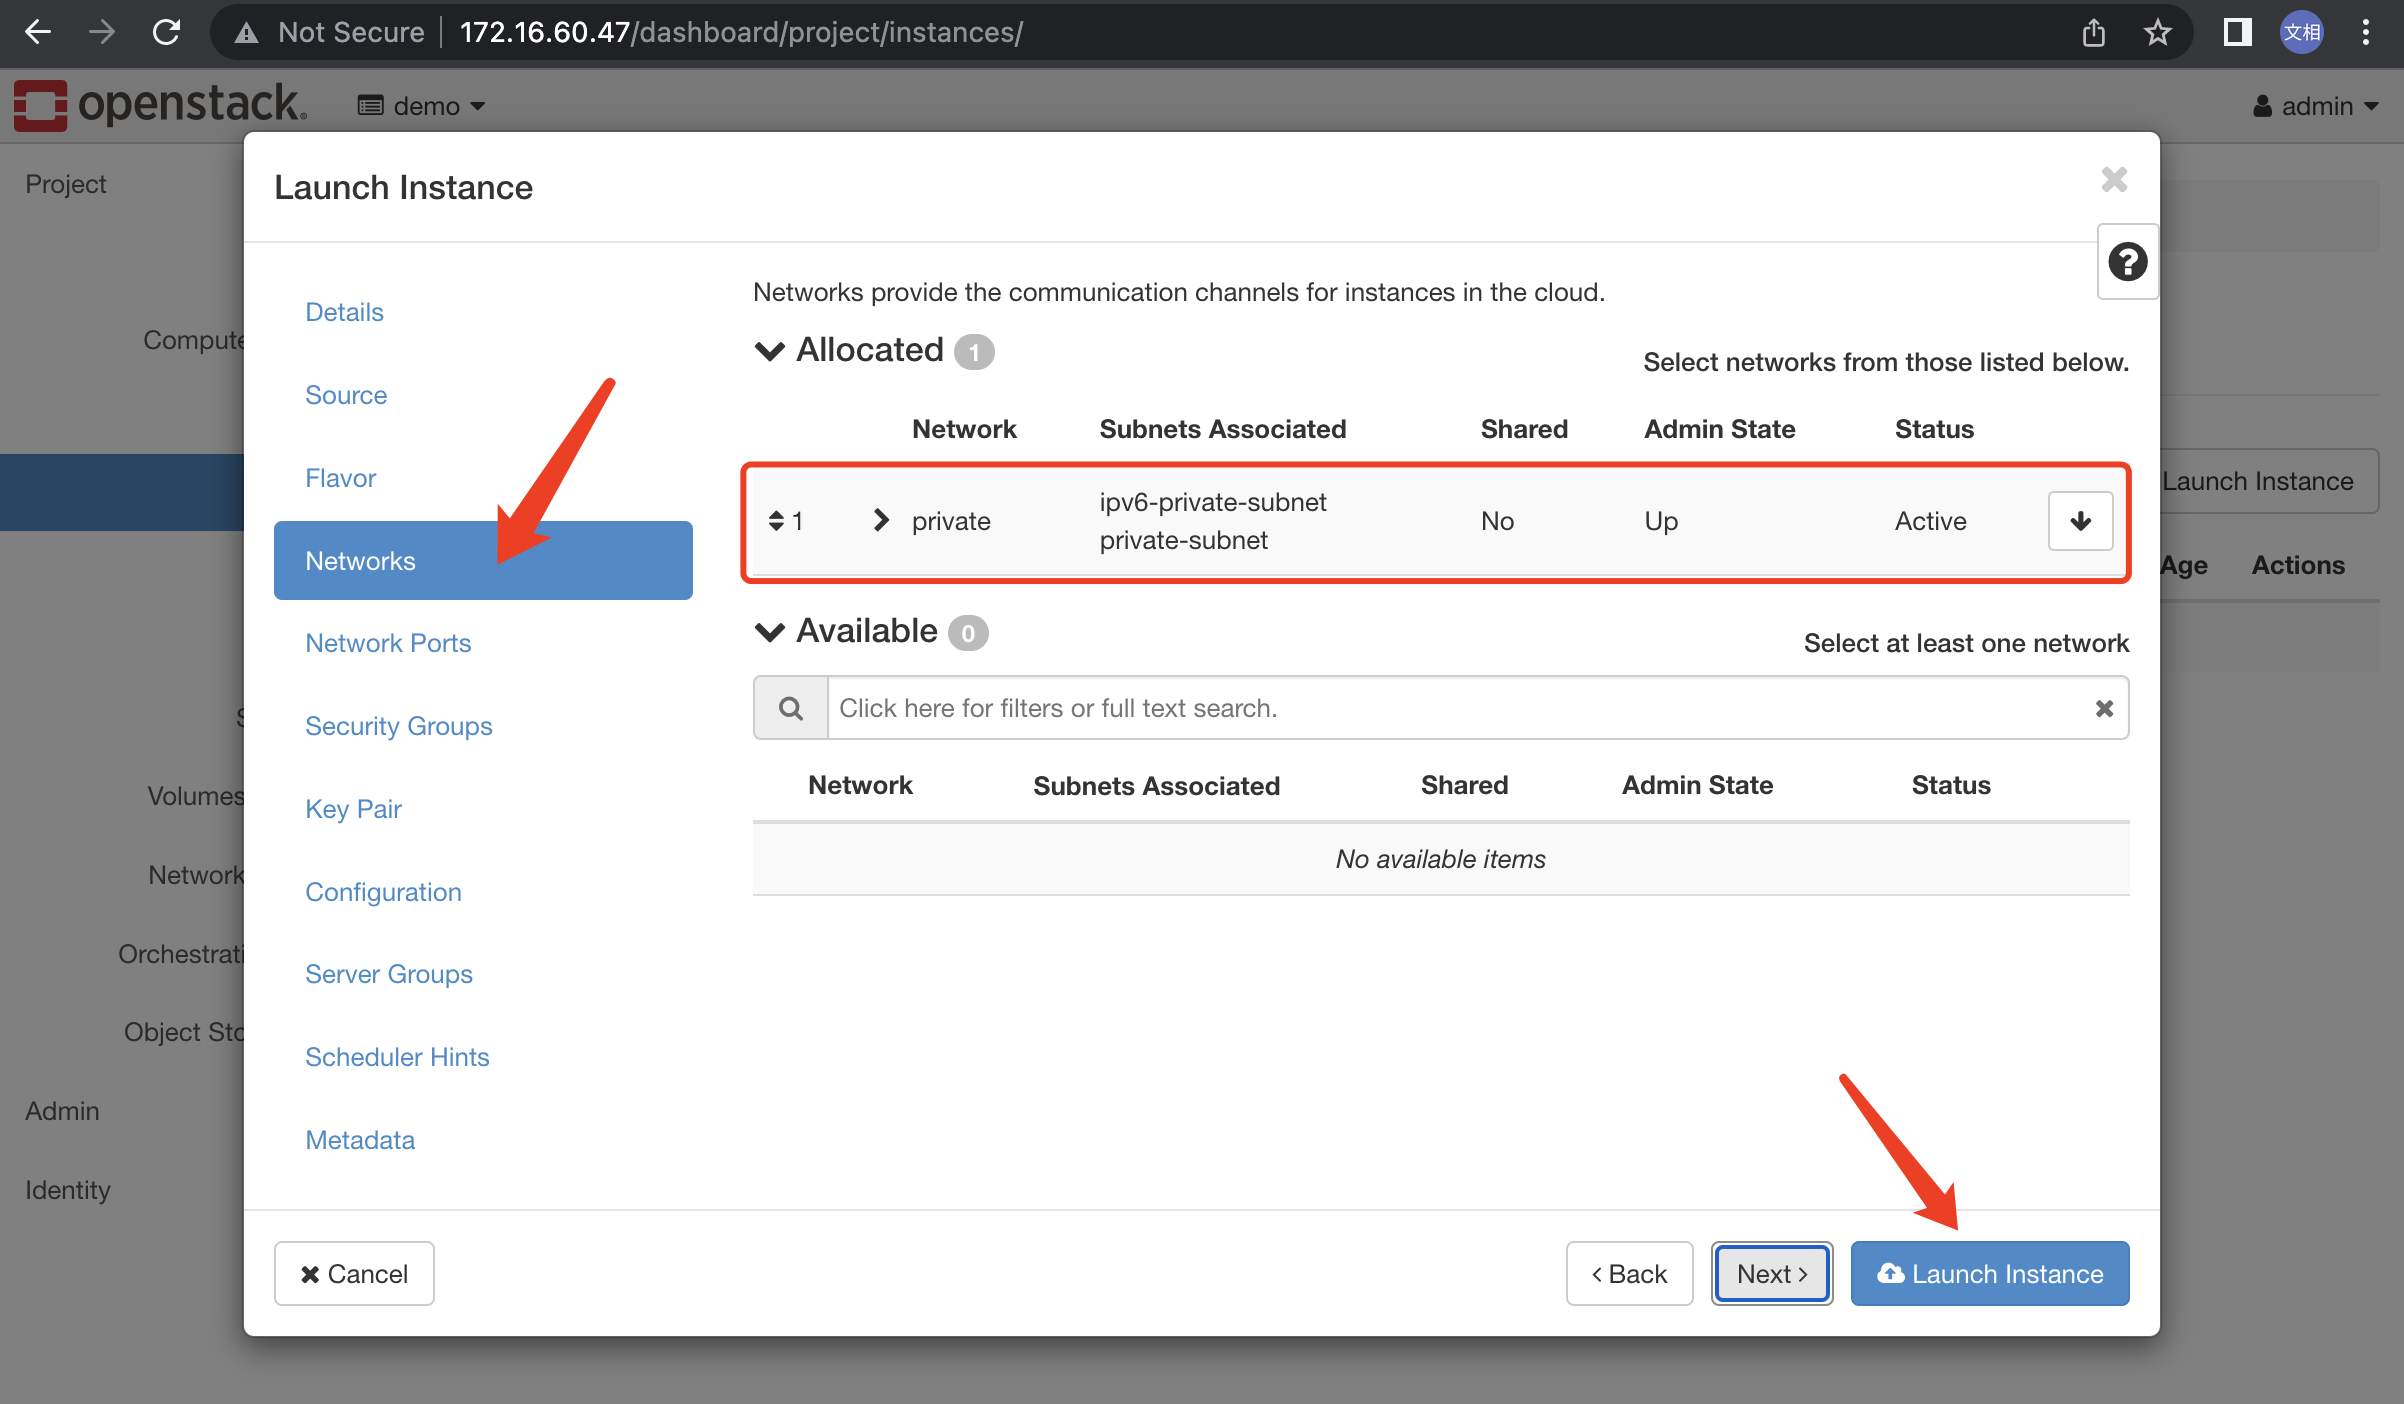 Not Secure 172.16.60.47/dashboard/project/instances/
文相
openstack.
demo
admin
Project
Compute
Volumes
Network
Orchestrati
Object Sto
Admin
Identity
Launch Instance
Age Actions
Launch Instance
Details
Source
Flavor
Networks
Network Ports
Security Groups
Key Pair
Configuration
Server Groups
Scheduler Hints
Metadata
Networks provide the communication channels for instances in the cloud.
Allocated 1
Select networks from those listed below.
Network Subnets Associated Shared Admin State Status
1 private ipv6-private-subnet No Up Active
private-subnet
Available 0
Select at least one network
Click here for filters or full text search.
Network Subnets Associated Shared Admin State Status
No available items
Cancel
Back
Next
Launch Instance